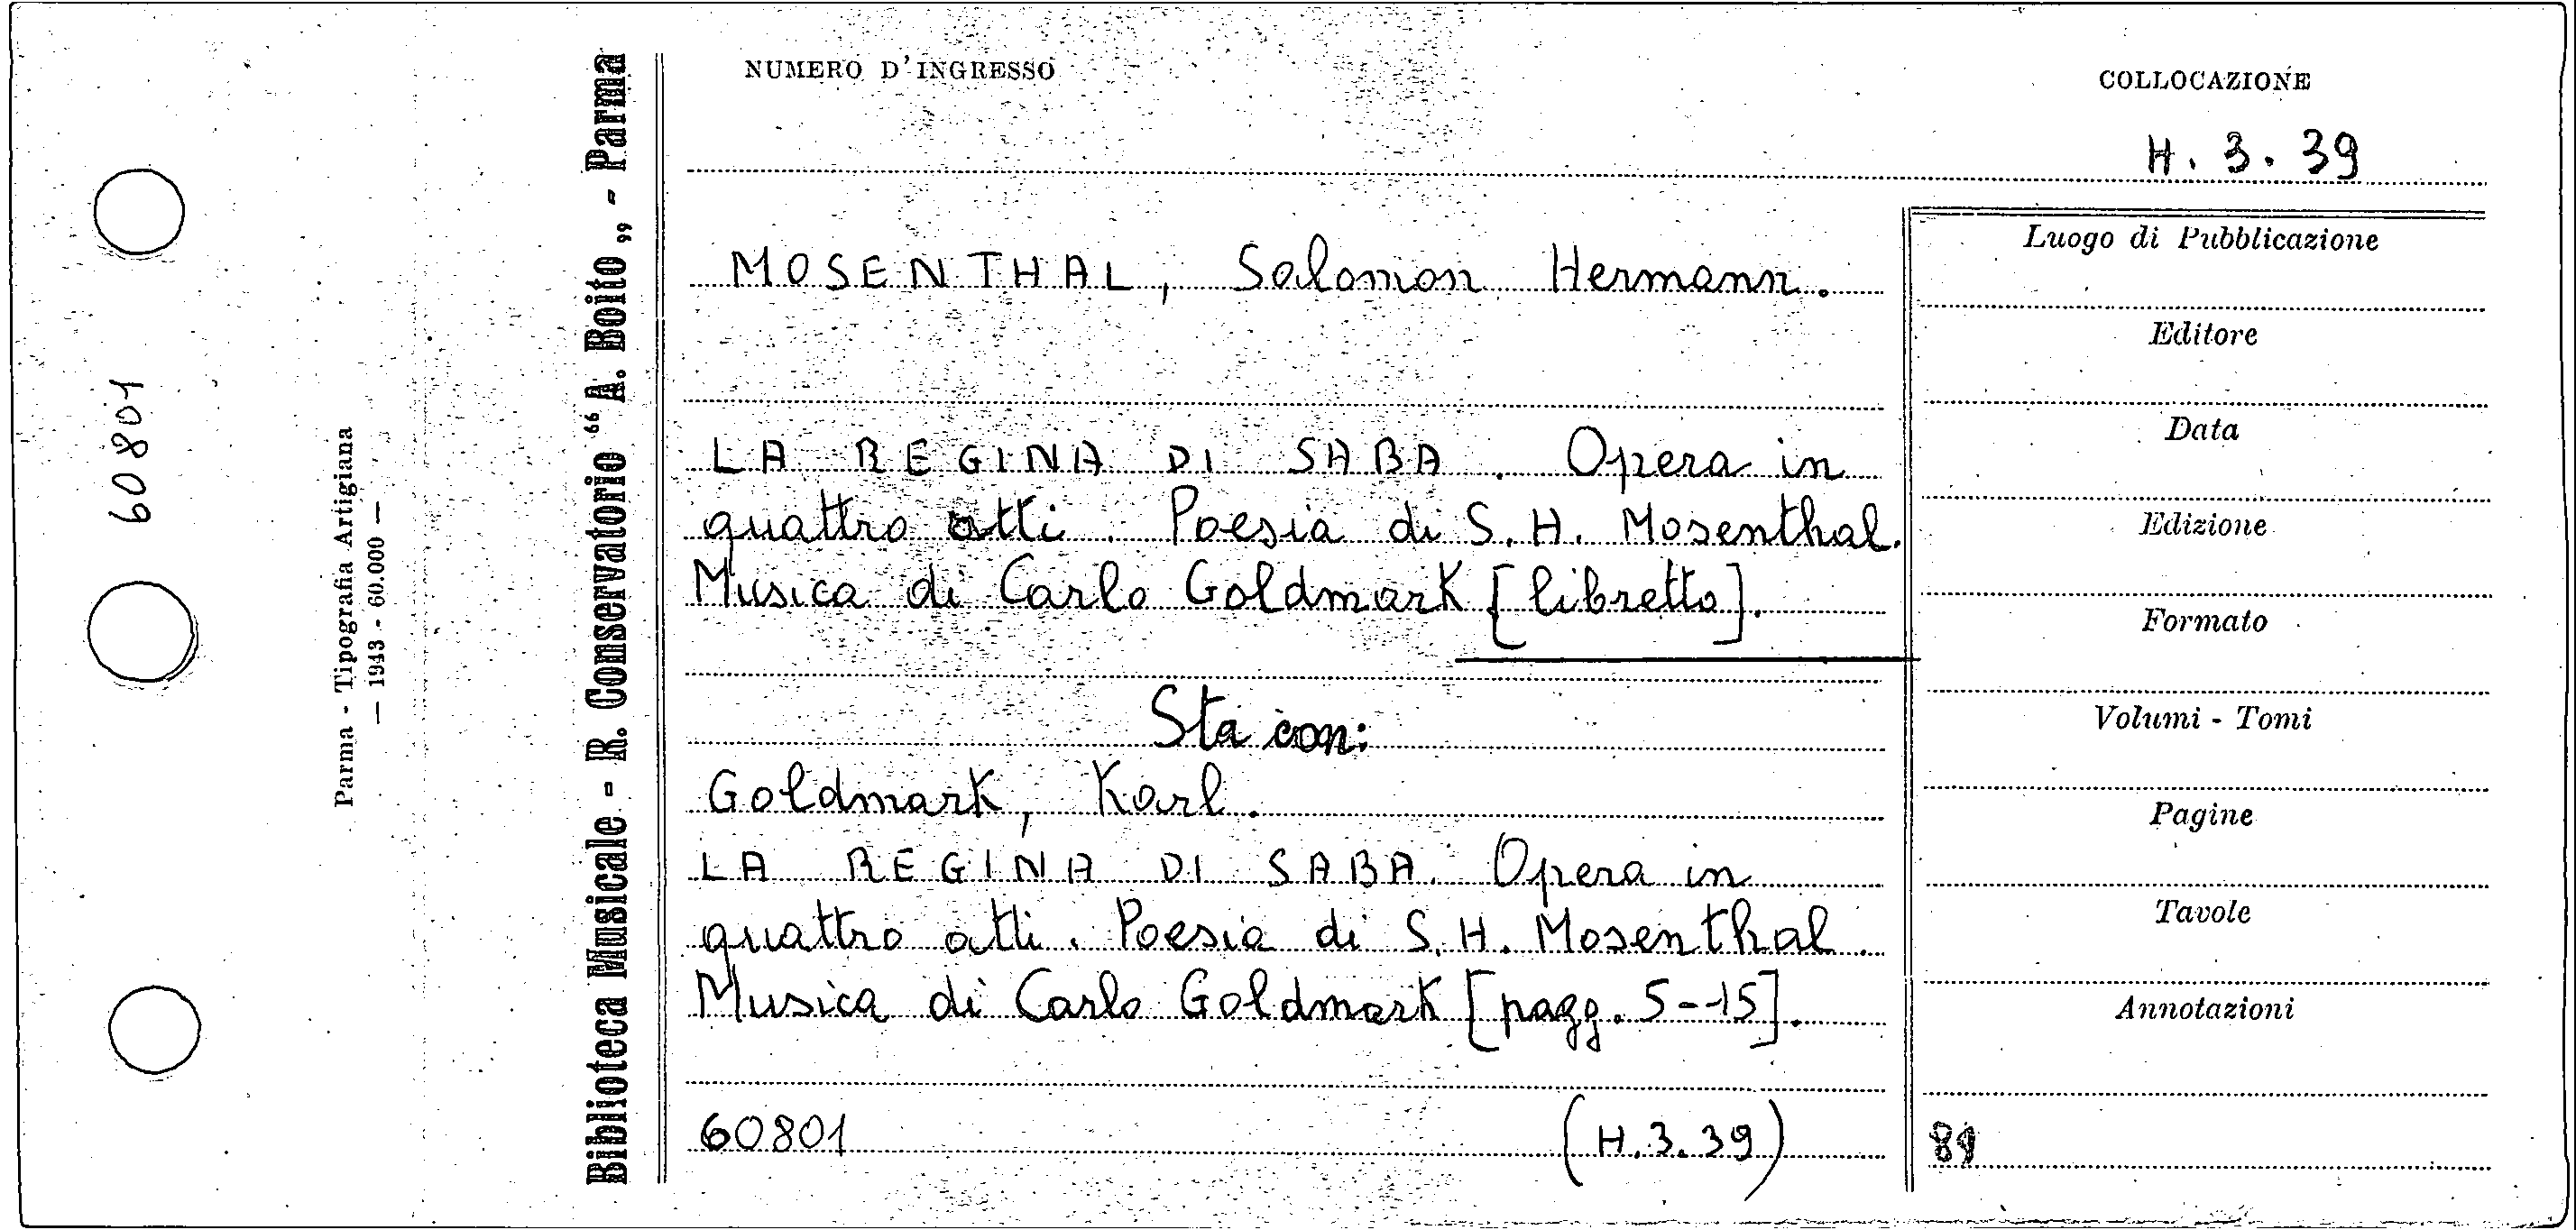 60801
Parma - Tipografia Artigiana
— 1943 - 60.000 —
Biblioteca Musicale - R. Conservatorio “A. Boito„ - Parma
NUMERO D'INGRESSO
COLLOCAZIONE
H. 3. 39
MOSENTHAL, Salomon Hermann.
LA REGINA DI SABA. Opera in
quattro atti. Poesia di S. H. Mosenthal.
Musica di Carlo Goldmark [libretto].
Sta con:
Goldmark, Karl.
LA REGINA DI SABA. Opera in
quattro atti. Poesia di S. H. Mosenthal.
Musica di Carlo Goldmark [pagg. 5-15].
60801 (H.3.39)
Luogo di Pubblicazione
Editore
Data
Edizione
Formato
Volumi - Tomi
Pagine
Tavole
Annotazioni